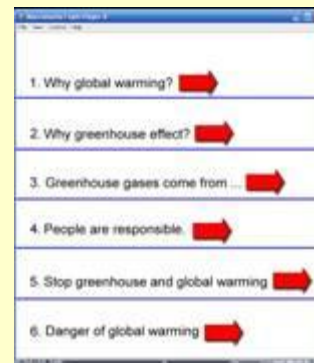 1. Why global warming?
2. Why greenhouse effect?
3. Greenhouse gases come from ...
4. People are responsible.
5. Stop greenhouse and global warming
6. Danger of global warming